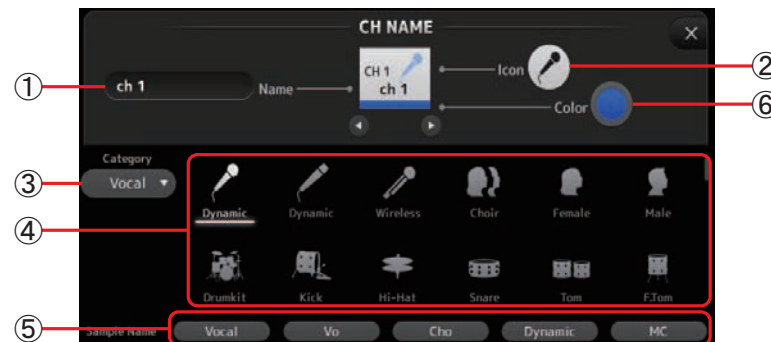 CH NAME
×
① ch 1 Name CH 1 ch 1 Icon ②
Color ⑥
Category
③ Vocal
④ Dynamic Dynamic Wireless Choir Female Male
Drumkit Kick Hi-Hat Snare Tom F.Tom
⑤ Sample Name Vocal Vo Cho Dynamic MC